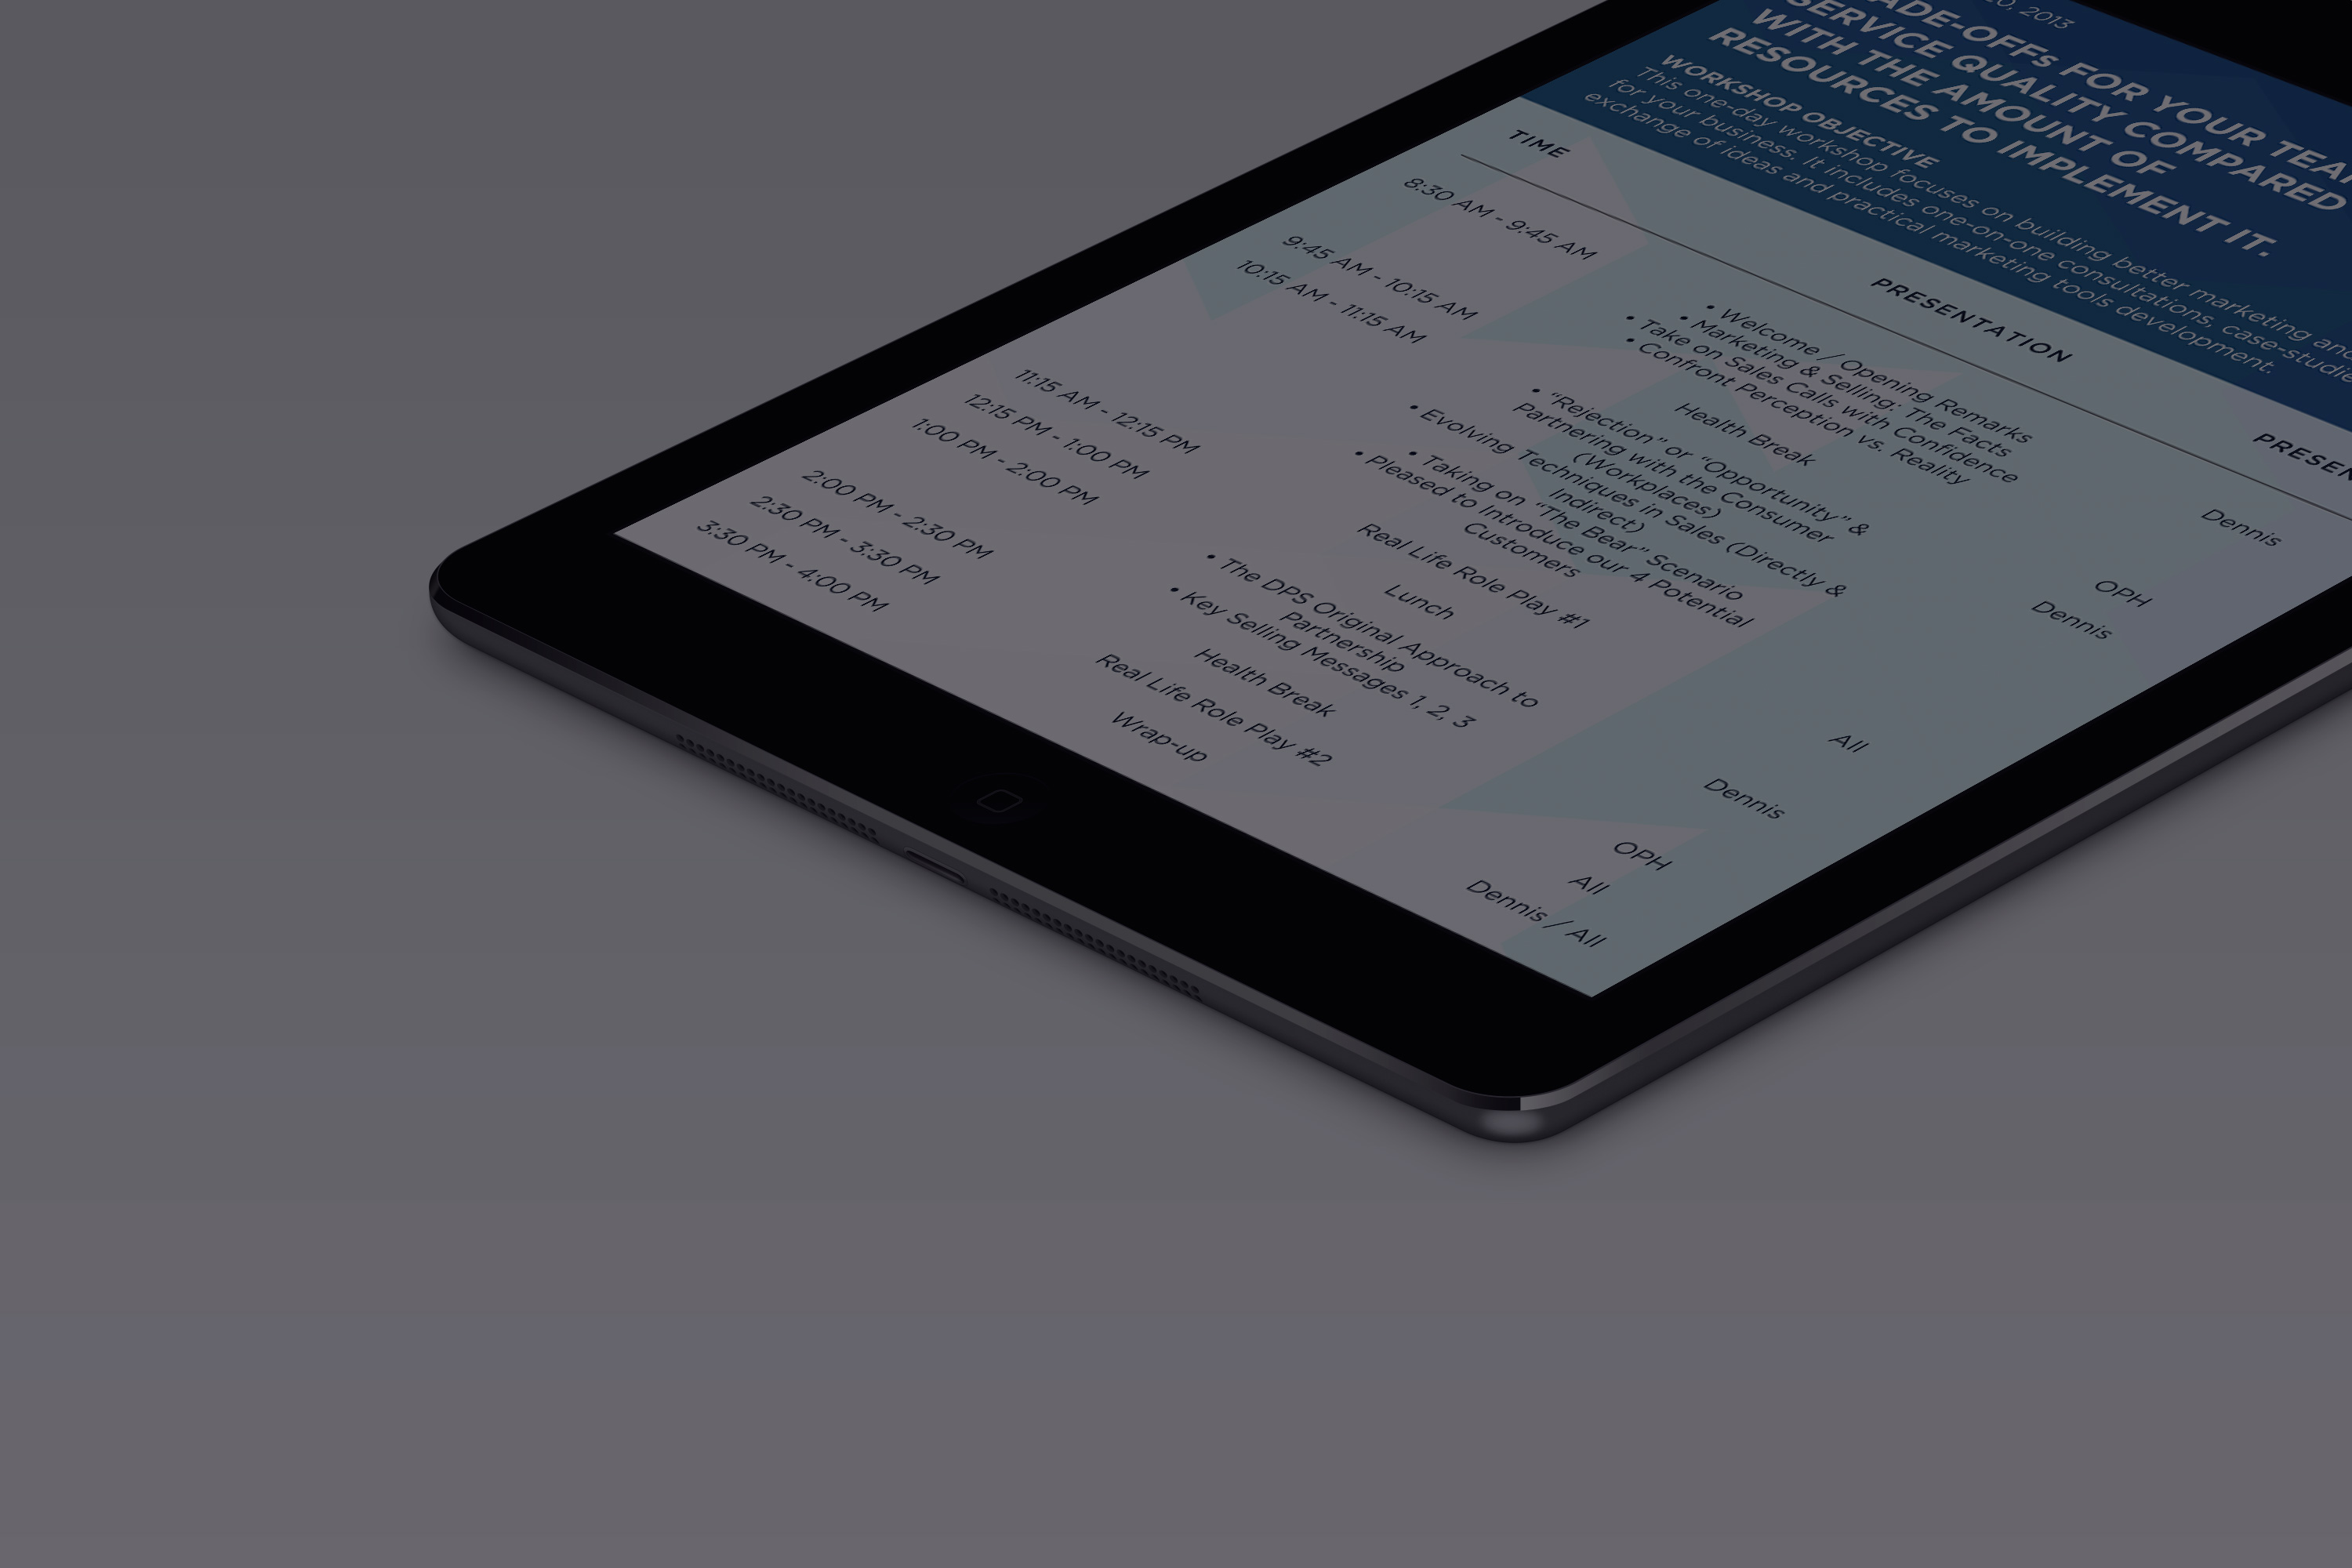 10, 2013
ADE-OFFs FOR YOUR TEA
SERVICE QUALITY COMPARED
WITH THE AMOUNT OF
RESOURCES TO IMPLEMENT IT.
WORKSHOP OBJECTIVE
This one-day workshop focuses on building better marketing and
for your business. It includes one-on-one consultations, case-studie
exchange of ideas and practical marketing tools development.
TIME PRESENTATION PRESEN
8:30 AM - 9:45 AM
• Welcome // Opening Remarks
• Marketing & Selling: The Facts
• Take on Sales Calls with Confidence
• Confront Perception vs. Reality
Dennis
9:45 AM - 10:15 AM Health Break OPH
10:15 AM - 11:15 AM
• "Rejection" or "Opportunity" &
Partnering with the Consumer
(Workplaces)
• Evolving Techniques in Sales (Directly &
Indirect)
• Taking on "The Bear" Scenario
• Pleased to Introduce our 4 Potential
Customers
Dennis
11:15 AM - 12:15 PM Real Life Role Play #1 All
12:15 PM - 1:00 PM Lunch
1:00 PM - 2:00 PM
• The DPS Original Approach to
Partnership
• Key Selling Messages 1, 2, 3
Dennis
2:00 PM - 2:30 PM Health Break OPH
2:30 PM - 3:30 PM Real Life Role Play #2 All
3:30 PM - 4:00 PM Wrap-up Dennis // All